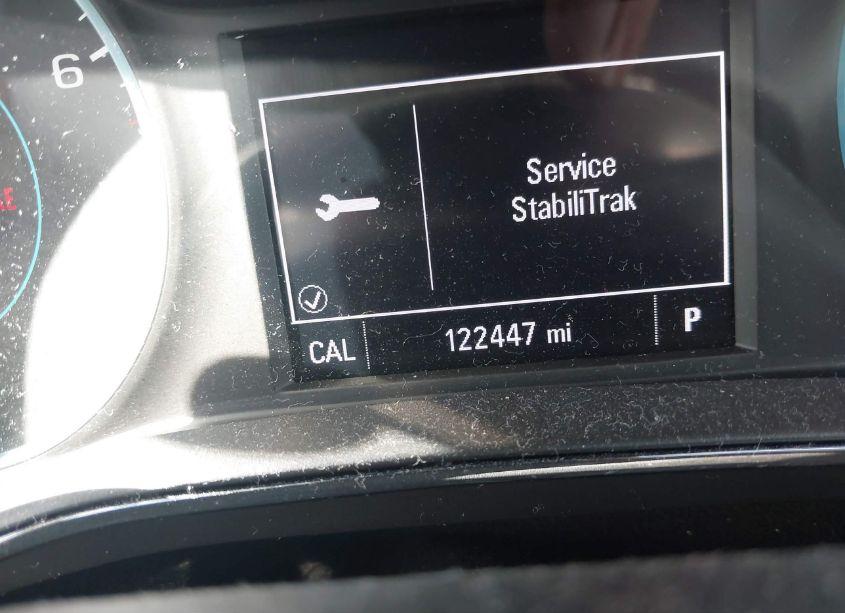 6
Service
StabiliTrak
CAL
122447 mi
P